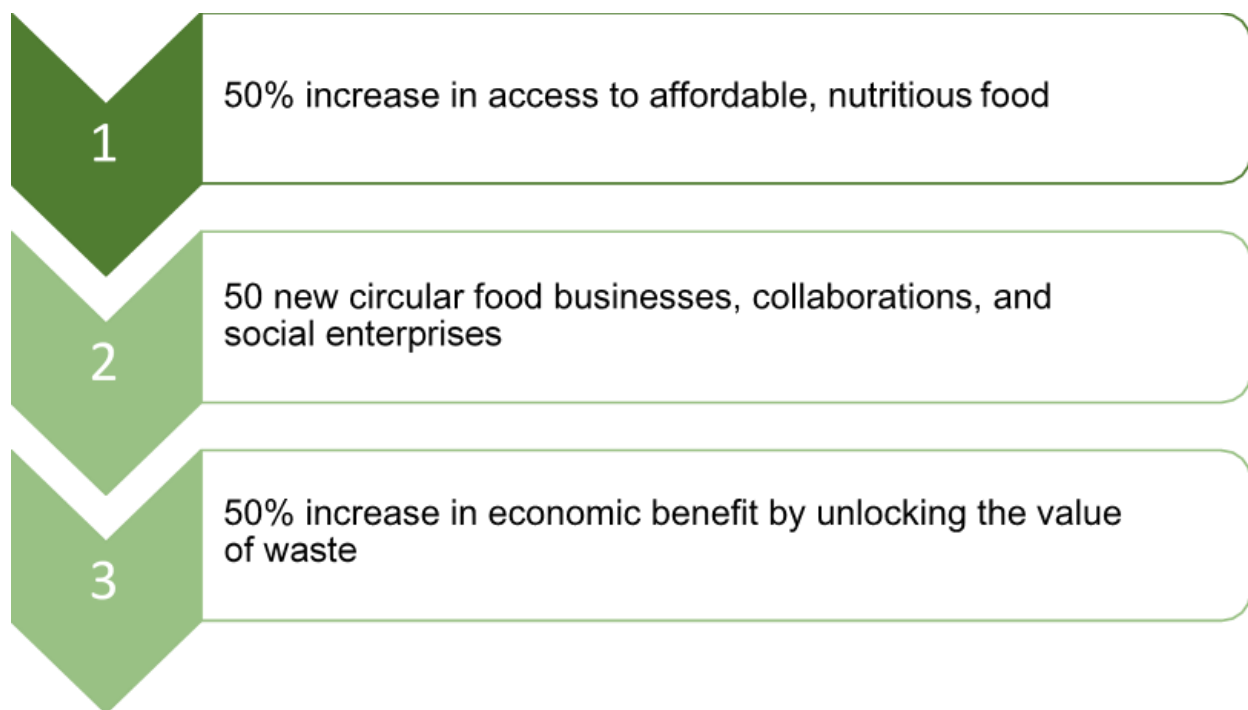 1
50% increase in access to affordable, nutritious food
2
50 new circular food businesses, collaborations, and
social enterprises
3
50% increase in economic benefit by unlocking the value
of waste